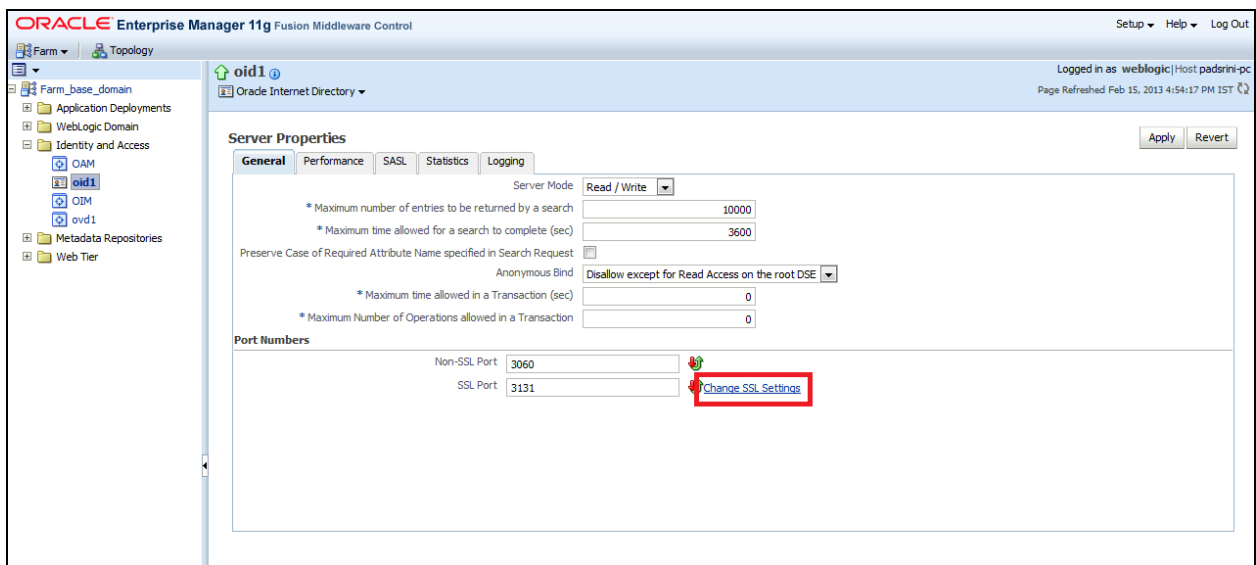 ORACLE Enterprise Manager 11g Fusion Middleware Control
Setup Help Log Out
Farm Topology
Farm_base_domain
Application Deployments
WebLogic Domain
Identity and Access
OAM
oid1
OIM
ovd1
Metadata Repositories
Web Tier
oid1
Logged in as weblogic|Host padsrini-pc
Oracle Internet Directory
Page Refreshed Feb 15, 2013 4:54:17 PM IST
Server Properties
Apply Revert
General Performance SASL Statistics Logging
Server Mode Read / Write
* Maximum number of entries to be returned by a search 10000
* Maximum time allowed for a search to complete (sec) 3600
Preserve Case of Required Attribute Name specified in Search Request
Anonymous Bind Disallow except for Read Access on the root DSE
* Maximum time allowed in a Transaction (sec) 0
* Maximum Number of Operations allowed in a Transaction 0
Port Numbers
Non-SSL Port 3060
SSL Port 3131 Change SSL Settings